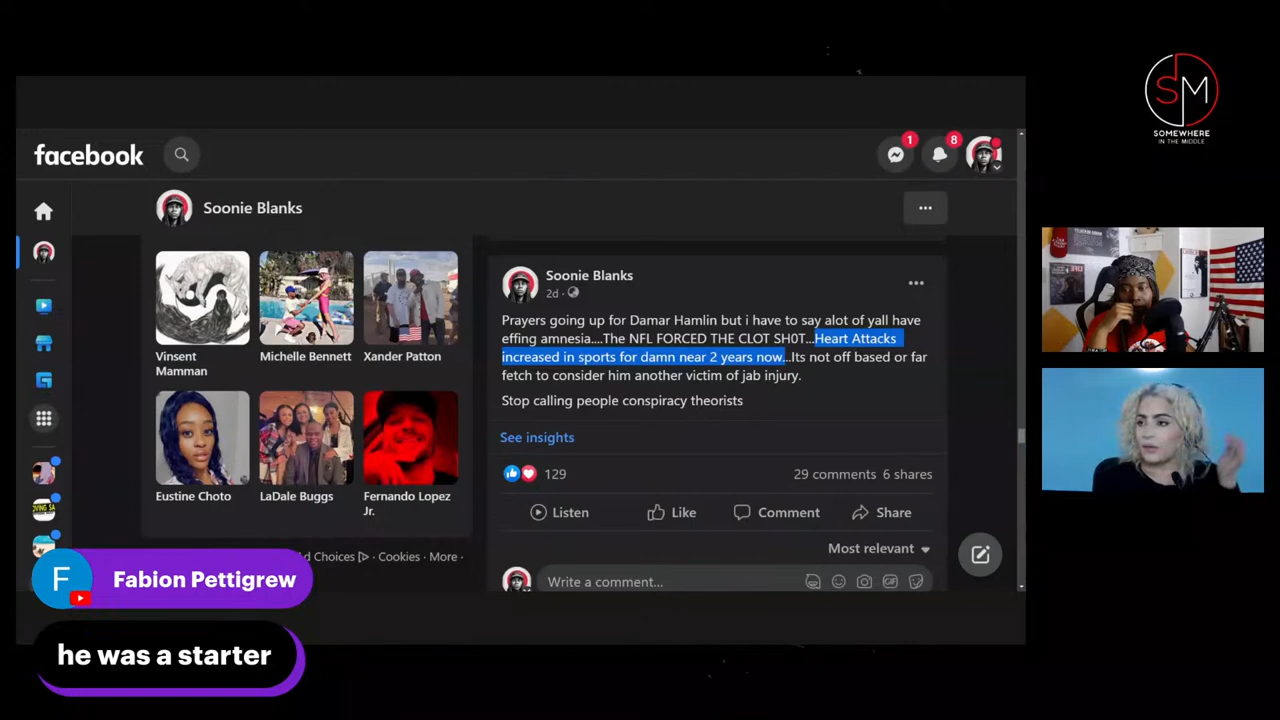 SM
SOMEWHERE
IN THE MIDDLE
facebook
1
8
Soonie Blanks
...
Vinsent
Mamman
Michelle Bennett
Xander Patton
Eustine Choto
LaDale Buggs
Fernando Lopez
Jr.
d Choices · Cookies · More ·
Soonie Blanks
2d ·
Prayers going up for Damar Hamlin but i have to say alot of yall have
effing amnesia....The NFL FORCED THE CLOT SH0T...Heart Attacks
increased in sports for damn near 2 years now...Its not off based or far
fetch to consider him another victim of jab injury.
Stop calling people conspiracy theorists
See insights
129
29 comments 6 shares
Listen
Like
Comment
Share
Most relevant
Write a comment...
GIF
F
Fabion Pettigrew
he was a starter